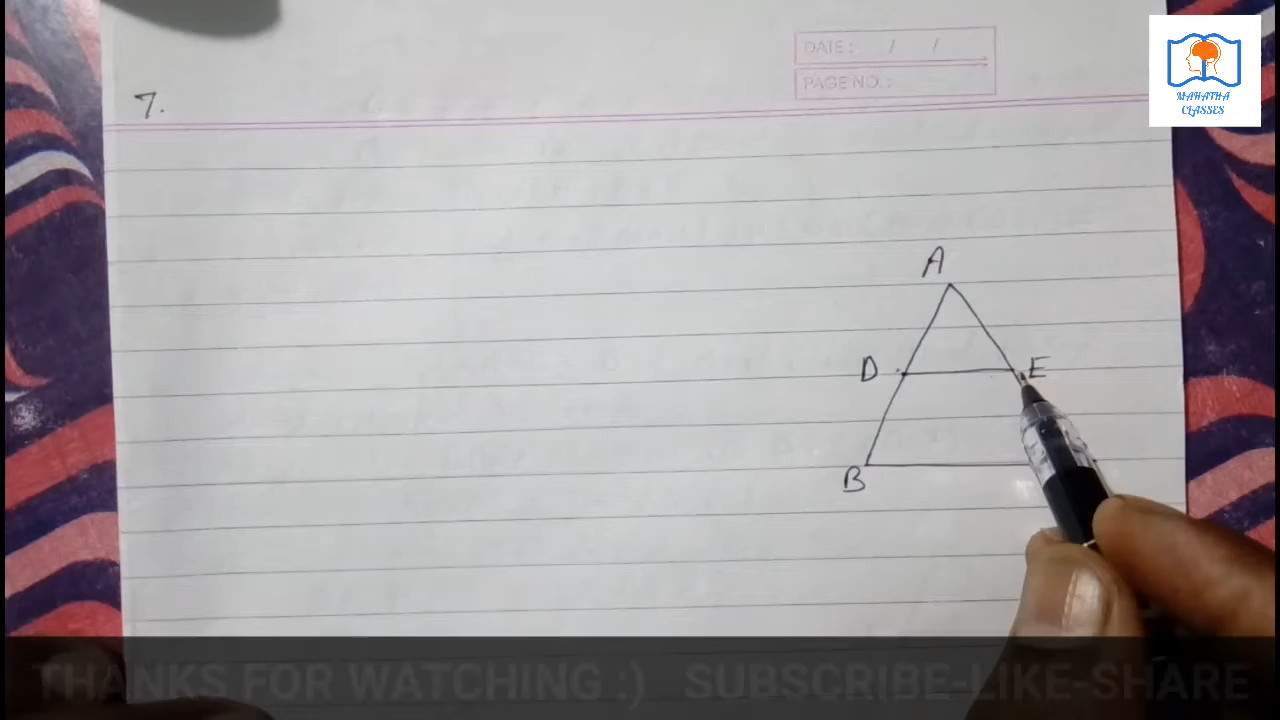 DATE : / /
PAGE NO. :
MAHATHA
CLASSES
7.
A
D
E
B
THANKS FOR WATCHING :) SUBSCRIBE-LIKE-SHARE